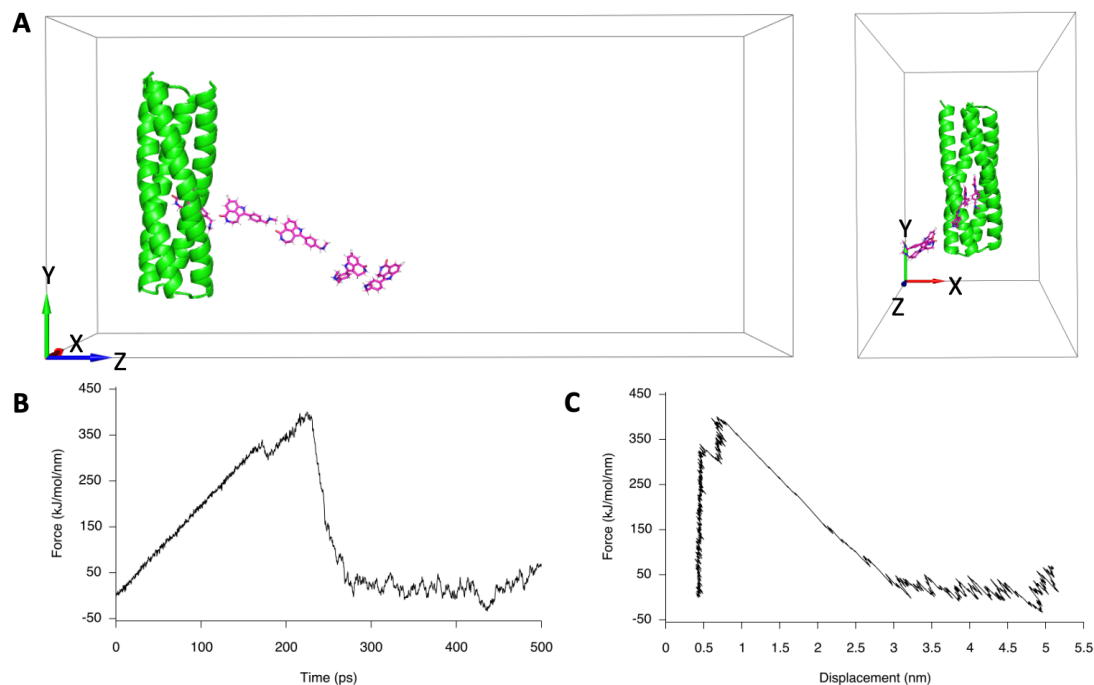 A
Y
X
Z
Y
X
Z
B
450
350
250
150
50
-50
Force (kJ/mol/nm)
0
100
200
300
400
500
Time (ps)
C
450
350
250
150
50
-50
Force (kJ/mol/nm)
0
0.5
1
1.5
2
2.5
3
3.5
4
4.5
5
5.5
Displacement (nm)